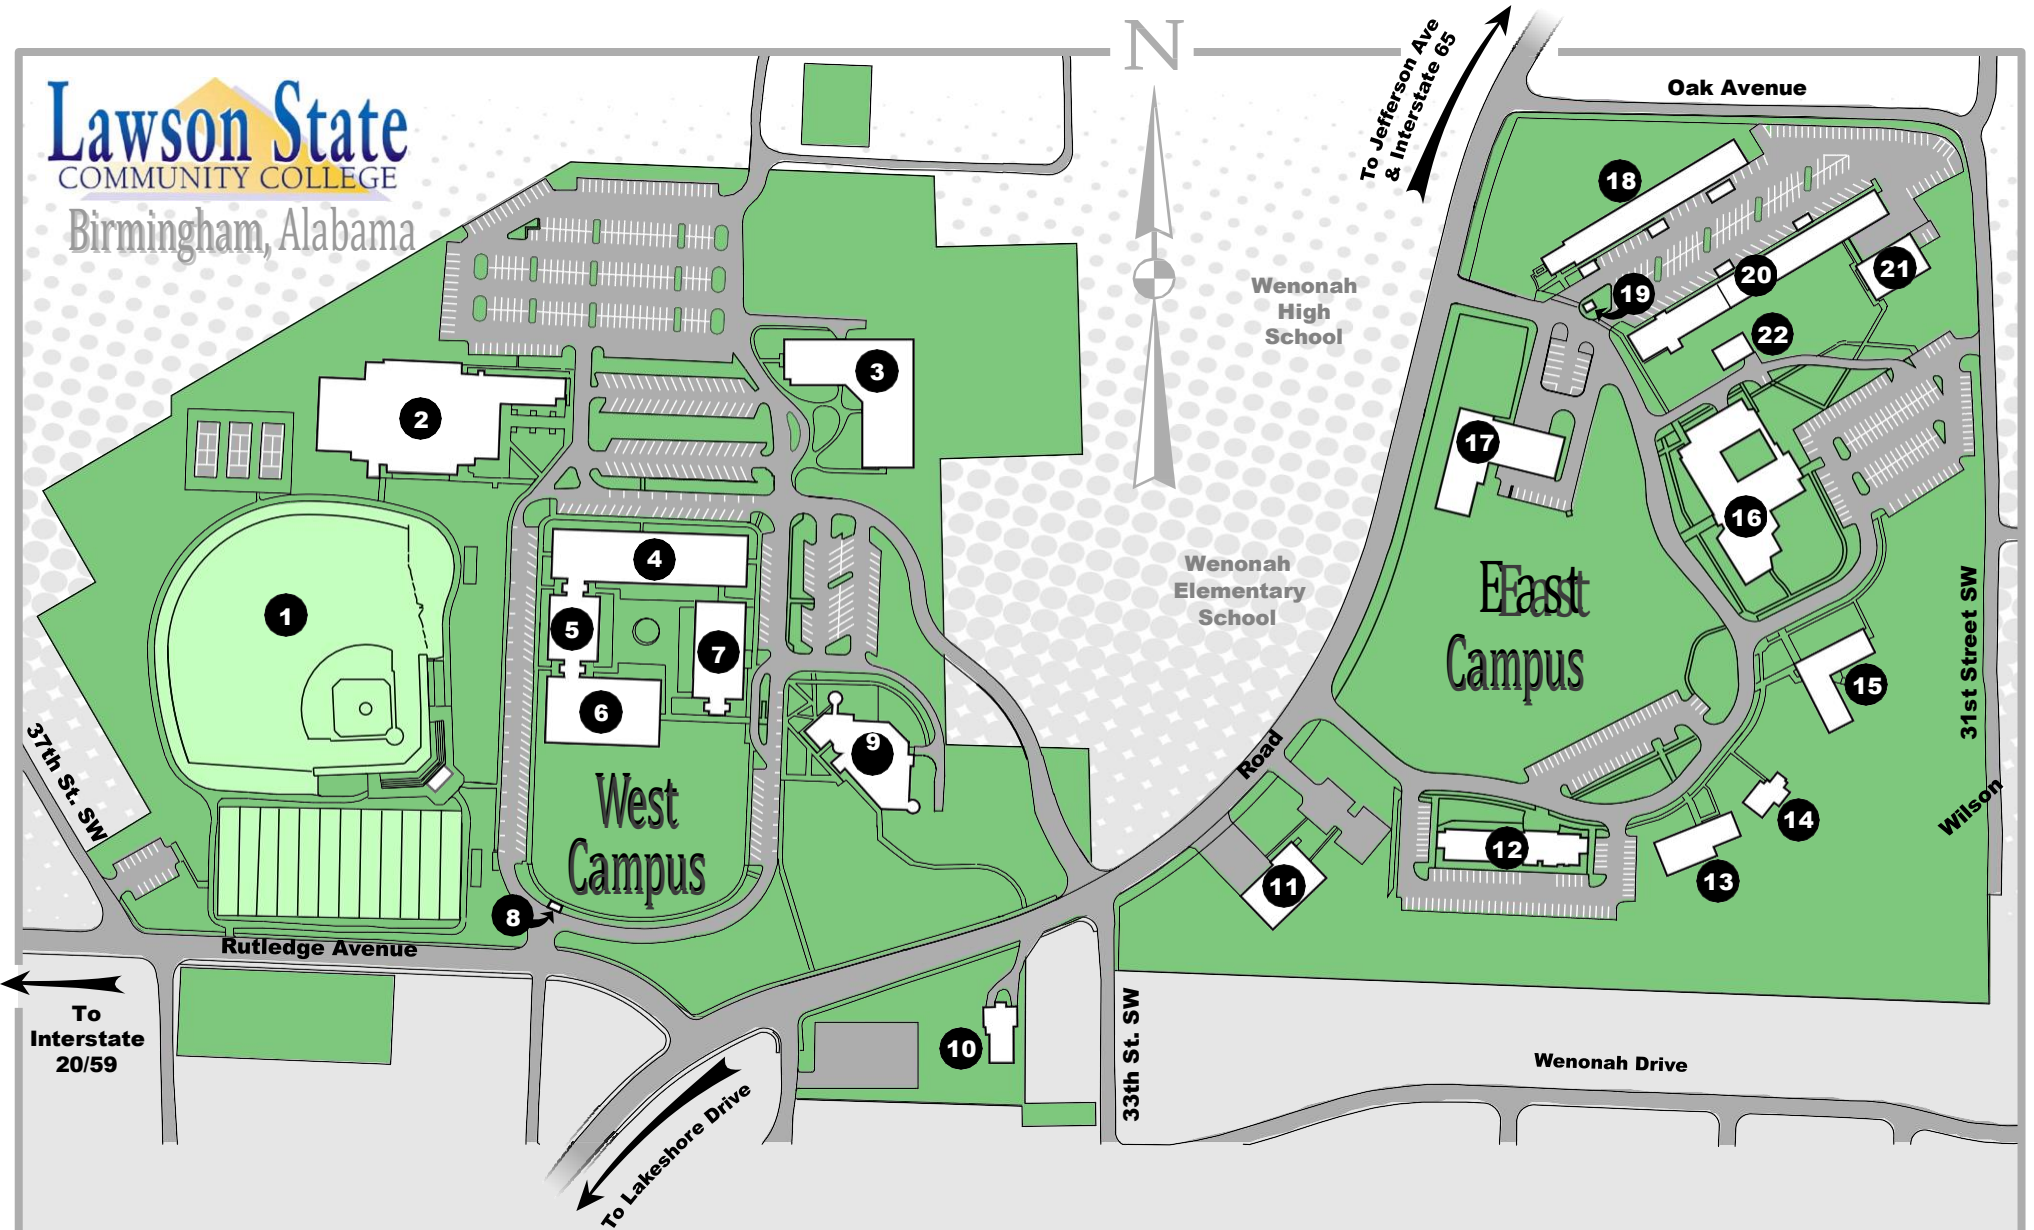 N
Lawson State
COMMUNITY COLLEGE
Birmingham, Alabama
To Jefferson Ave
& Interstate 65
Oak Avenue
Wenonah
High
School
Wenonah
Elementary
School
18
19
20
21
22
2
3
17
16
4
1
5
7
6
9
East
Campus
15
31st Street SW
37th St. SW
West
Campus
Road
Wilson
14
12
13
11
8
Rutledge Avenue
To
Interstate
20/59
10
33th St. SW
Wenonah Drive
To Lakeshore Drive